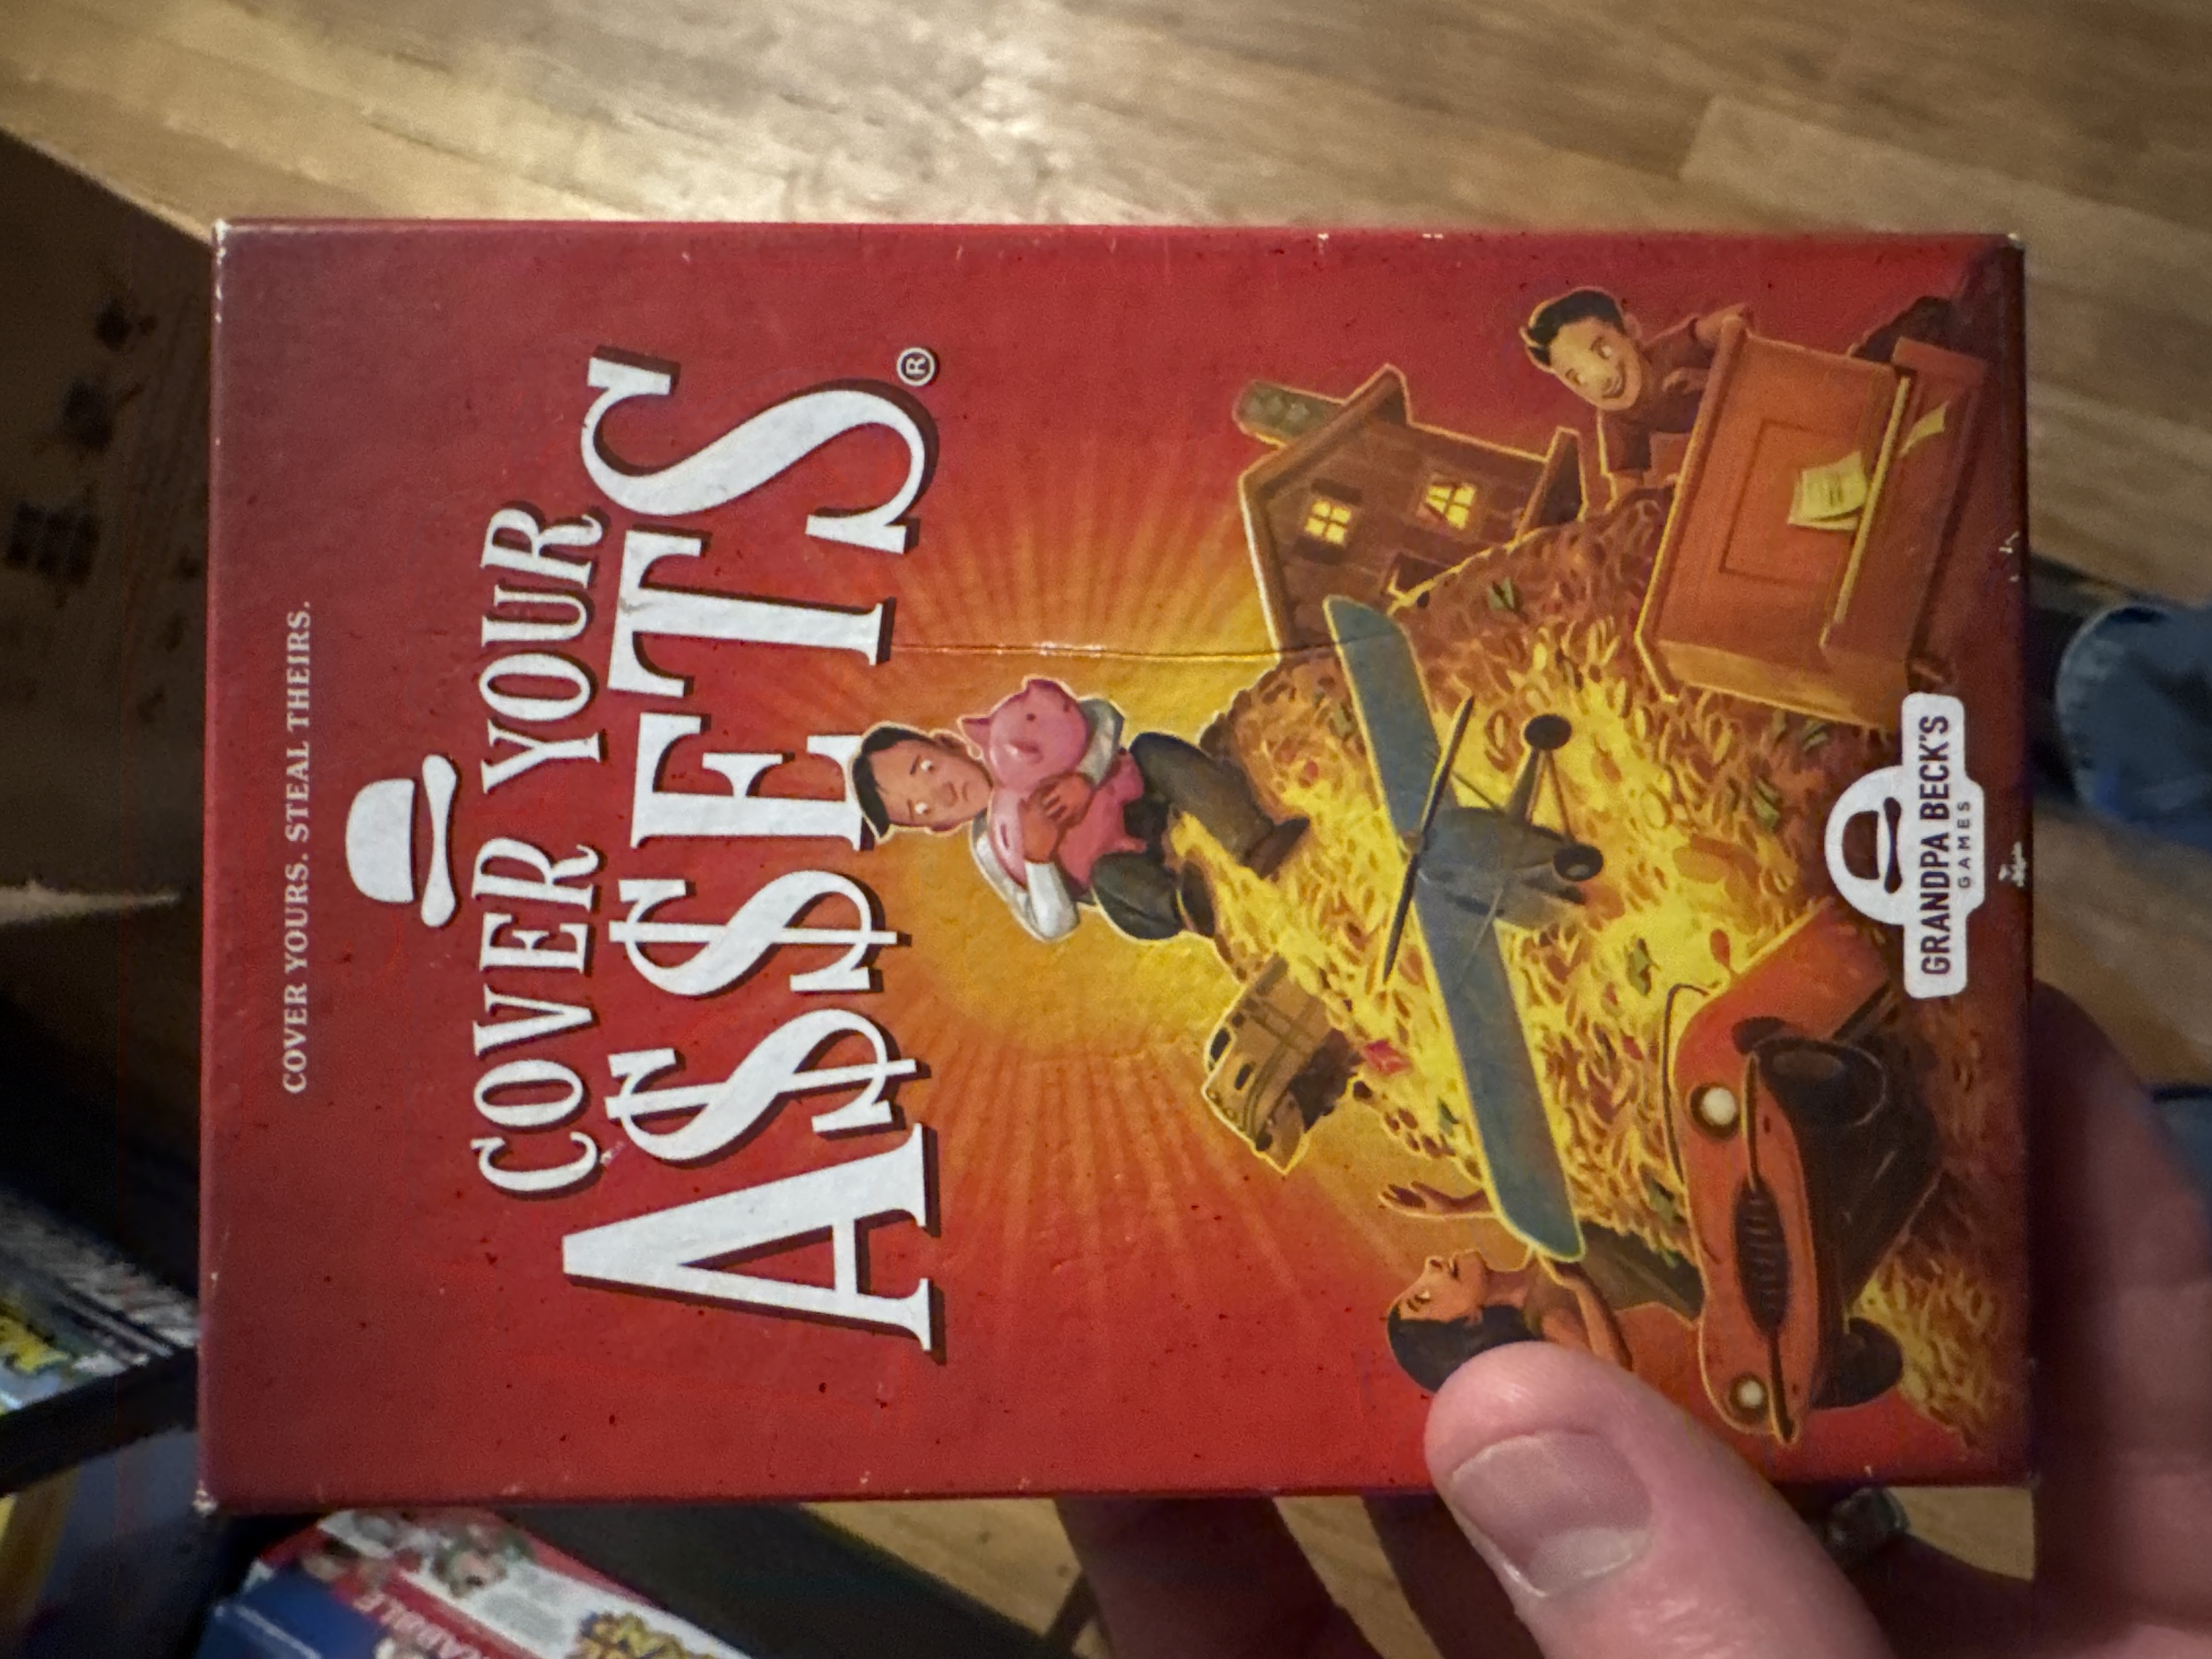 COVER YOURS. STEAL THEIRS.
COVER YOUR
A$$ETS®
GRANDPA BECK'S
GAMES